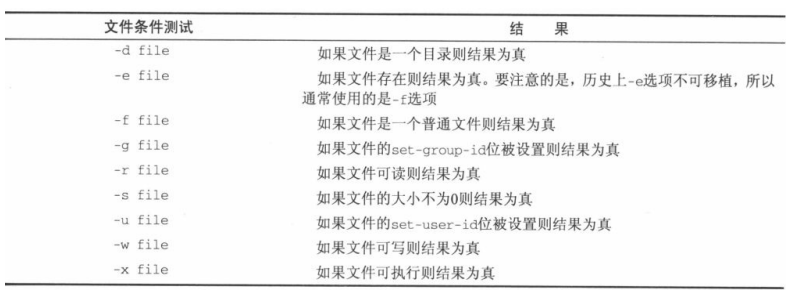 文件条件测试 结 果
-d file 如果文件是一个目录则结果为真
-e file 如果文件存在则结果为真。要注意的是，历史上-e选项不可移植，所以
通常使用的是-f选项
-f file 如果文件是一个普通文件则结果为真
-g file 如果文件的set-group-id位被设置则结果为真
-r file 如果文件可读则结果为真
-s file 如果文件的大小不为0则结果为真
-u file 如果文件的set-user-id位被设置则结果为真
-w file 如果文件可写则结果为真
-x file 如果文件可执行则结果为真